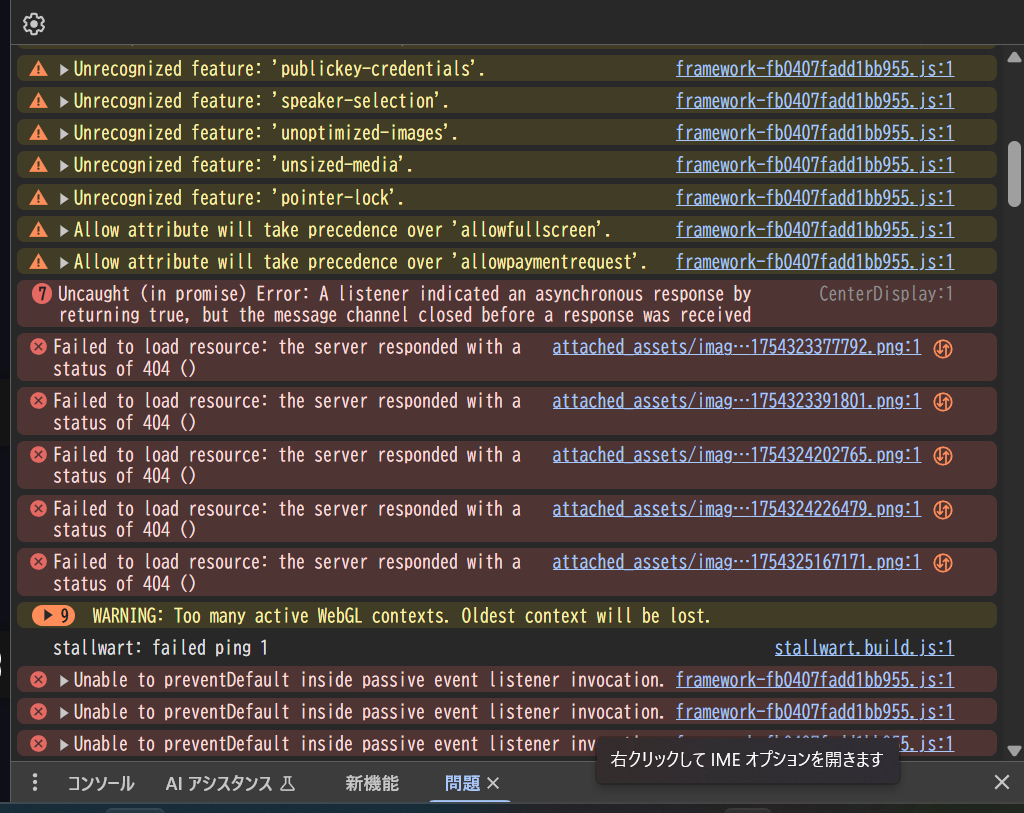 Unrecognized feature: 'publickey-credentials'. framework-fb0407fadd1bb955.js:1
Unrecognized feature: 'speaker-selection'. framework-fb0407fadd1bb955.js:1
Unrecognized feature: 'unoptimized-images'. framework-fb0407fadd1bb955.js:1
Unrecognized feature: 'unsized-media'. framework-fb0407fadd1bb955.js:1
Unrecognized feature: 'pointer-lock'. framework-fb0407fadd1bb955.js:1
Allow attribute will take precedence over 'allowfullscreen'. framework-fb0407fadd1bb955.js:1
Allow attribute will take precedence over 'allowpaymentrequest'. framework-fb0407fadd1bb955.js:1
7 Uncaught (in promise) Error: A listener indicated an asynchronous response by CenterDisplay:1
returning true, but the message channel closed before a response was received
Failed to load resource: the server responded with a attached_assets/imag…1754323377792.png:1
status of 404 ()
Failed to load resource: the server responded with a attached_assets/imag…1754323391801.png:1
status of 404 ()
Failed to load resource: the server responded with a attached_assets/imag…1754324202765.png:1
status of 404 ()
Failed to load resource: the server responded with a attached_assets/imag…1754324226479.png:1
status of 404 ()
Failed to load resource: the server responded with a attached_assets/imag…1754325167171.png:1
status of 404 ()
9 WARNING: Too many active WebGL contexts. Oldest context will be lost.
stallwart: failed ping 1 stallwart.build.js:1
Unable to preventDefault inside passive event listener invocation. framework-fb0407fadd1bb955.js:1
Unable to preventDefault inside passive event listener invocation. framework-fb0407fadd1bb955.js:1
Unable to preventDefault inside passive event listener 5.js:1
右クリックして IME オプションを開きます
コンソール AI アシスタンス 新機能 問題